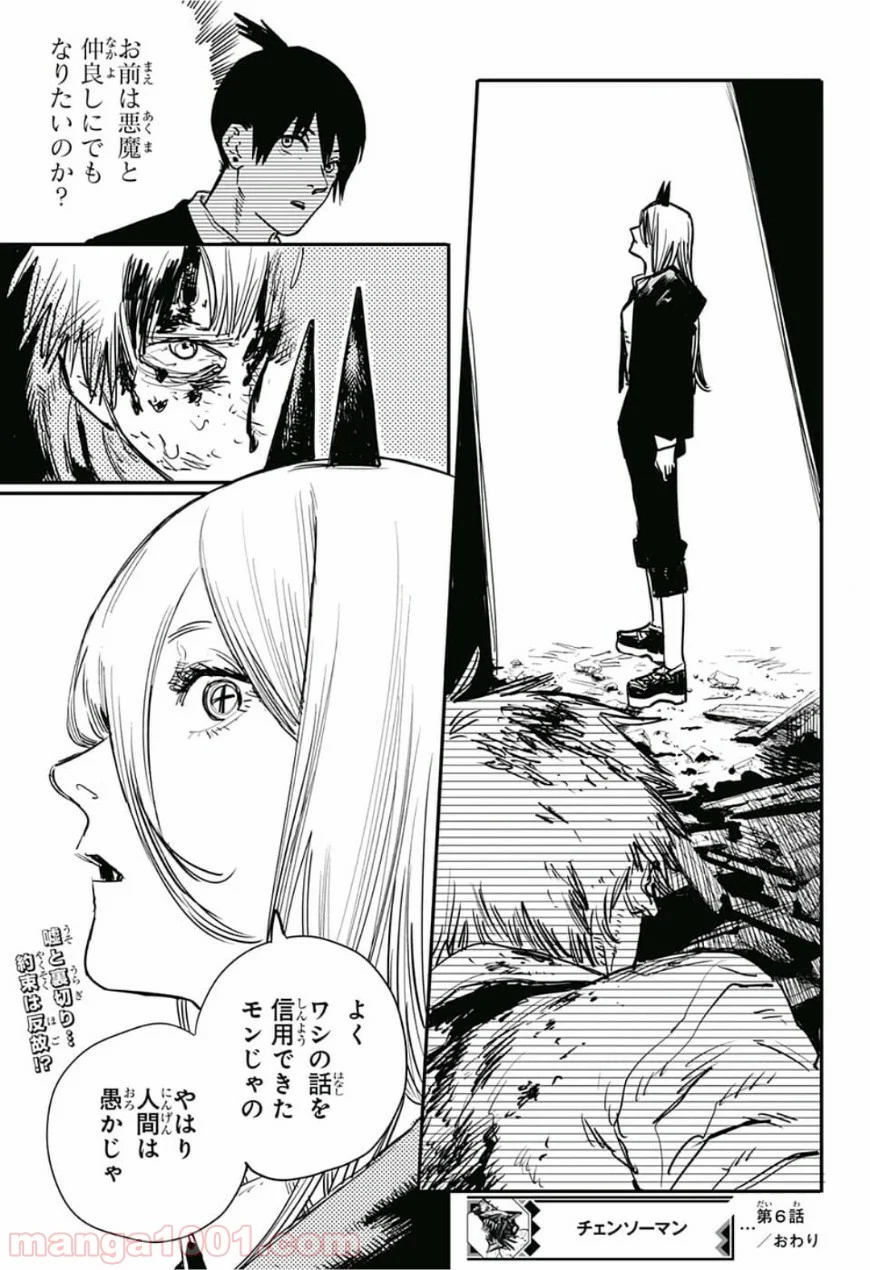 お前は悪魔と
仲良しにでも
なりたいのか？
よく
ワシの話を
信用できた
モンじゃの
やはり
人間は
愚かじゃ
嘘と裏切り…
約束は反故!?
チェンソーマン
…第6話
／おわり
manga1001.com